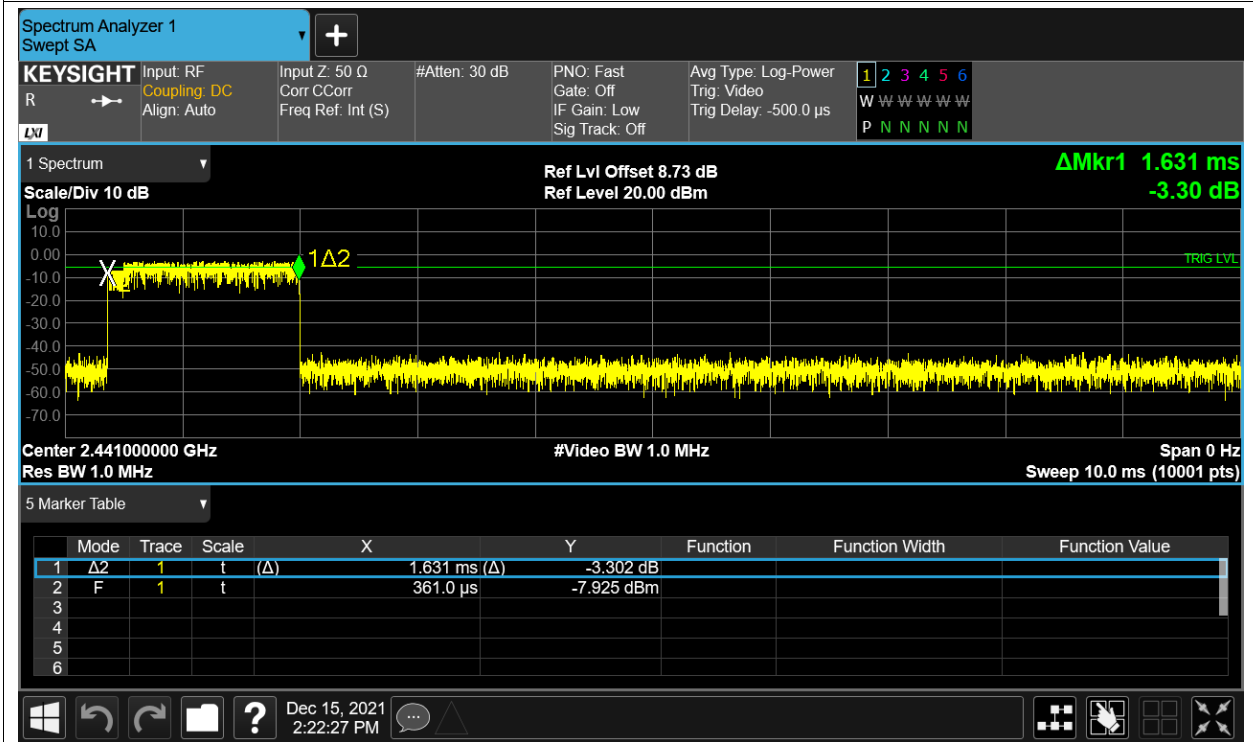 Spectrum Analyzer 1
Swept SA
KEYSIGHT Input: RF Input Z: 50 Ω #Atten: 30 dB PNO: Fast Avg Type: Log-Power 1 2 3 4 5 6
R Coupling: DC Corr CCorr Gate: Off Trig: Video W W W W W W
Align: Auto Freq Ref: Int (S) IF Gain: Low Trig Delay: -500.0 µs
LXI Sig Track: Off P N N N N N
1 Spectrum Ref Lvl Offset 8.73 dB ΔMkr1 1.631 ms
Scale/Div 10 dB Ref Level 20.00 dBm -3.30 dB
Log
10.0
0.00 1Δ2 TRIG LVL
-10.0 X
-20.0
-30.0
-40.0
-50.0
-60.0
-70.0
Center 2.441000000 GHz #Video BW 1.0 MHz Span 0 Hz
Res BW 1.0 MHz Sweep 10.0 ms (10001 pts)
5 Marker Table
Mode Trace Scale X Y Function Function Width Function Value
1 Δ2 1 t (Δ) 1.631 ms (Δ) -3.302 dB
2 F 1 t 361.0 µs -7.925 dBm
3
4
5
6
? Dec 15, 2021
2:22:27 PM